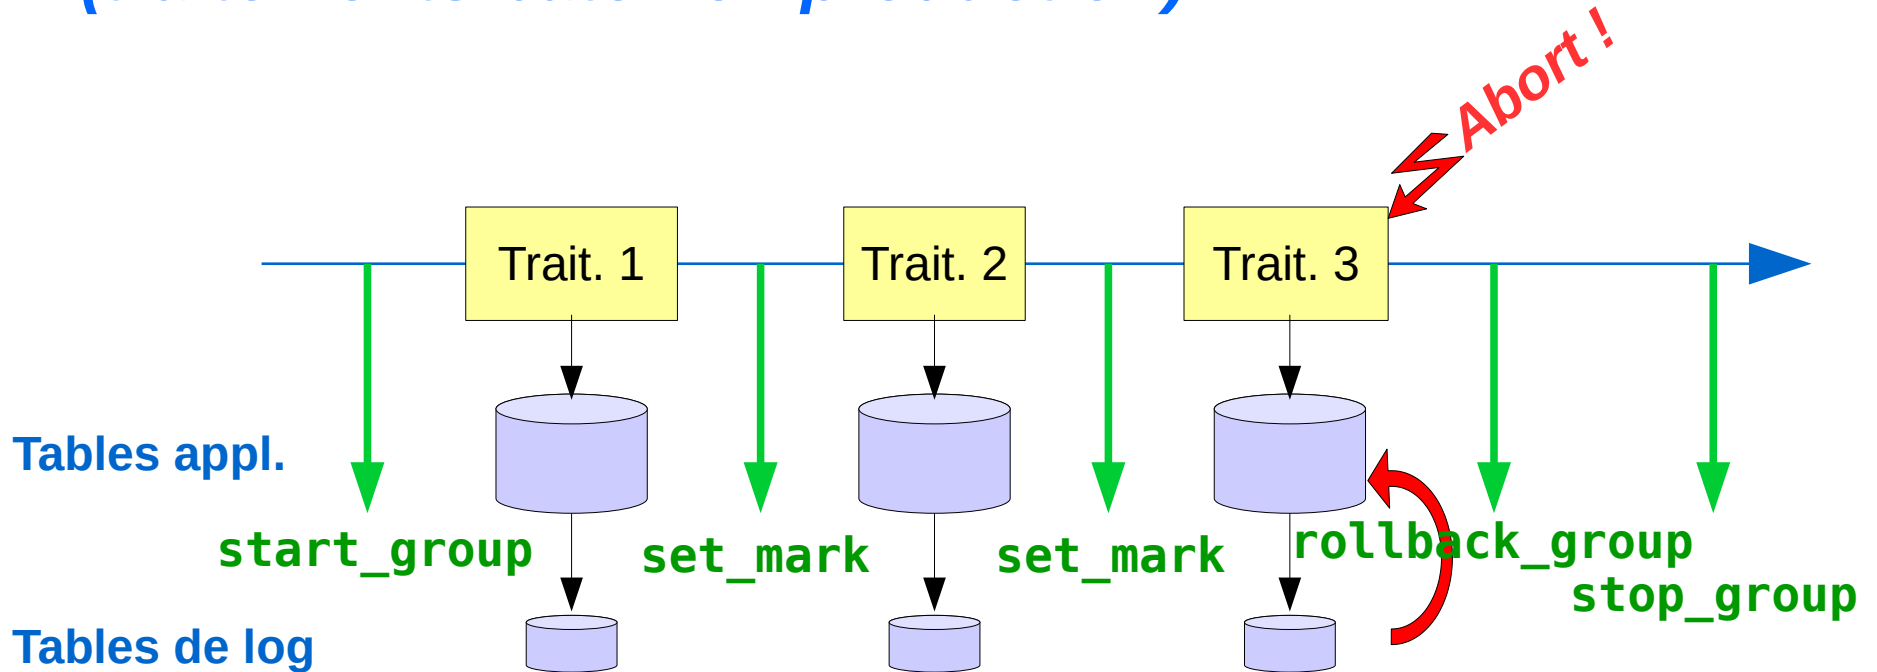 Abort !
Trait. 1
Trait. 2
Trait. 3
Tables appl.
start_group
set_mark
set_mark
rollback_group
stop_group
Tables de log